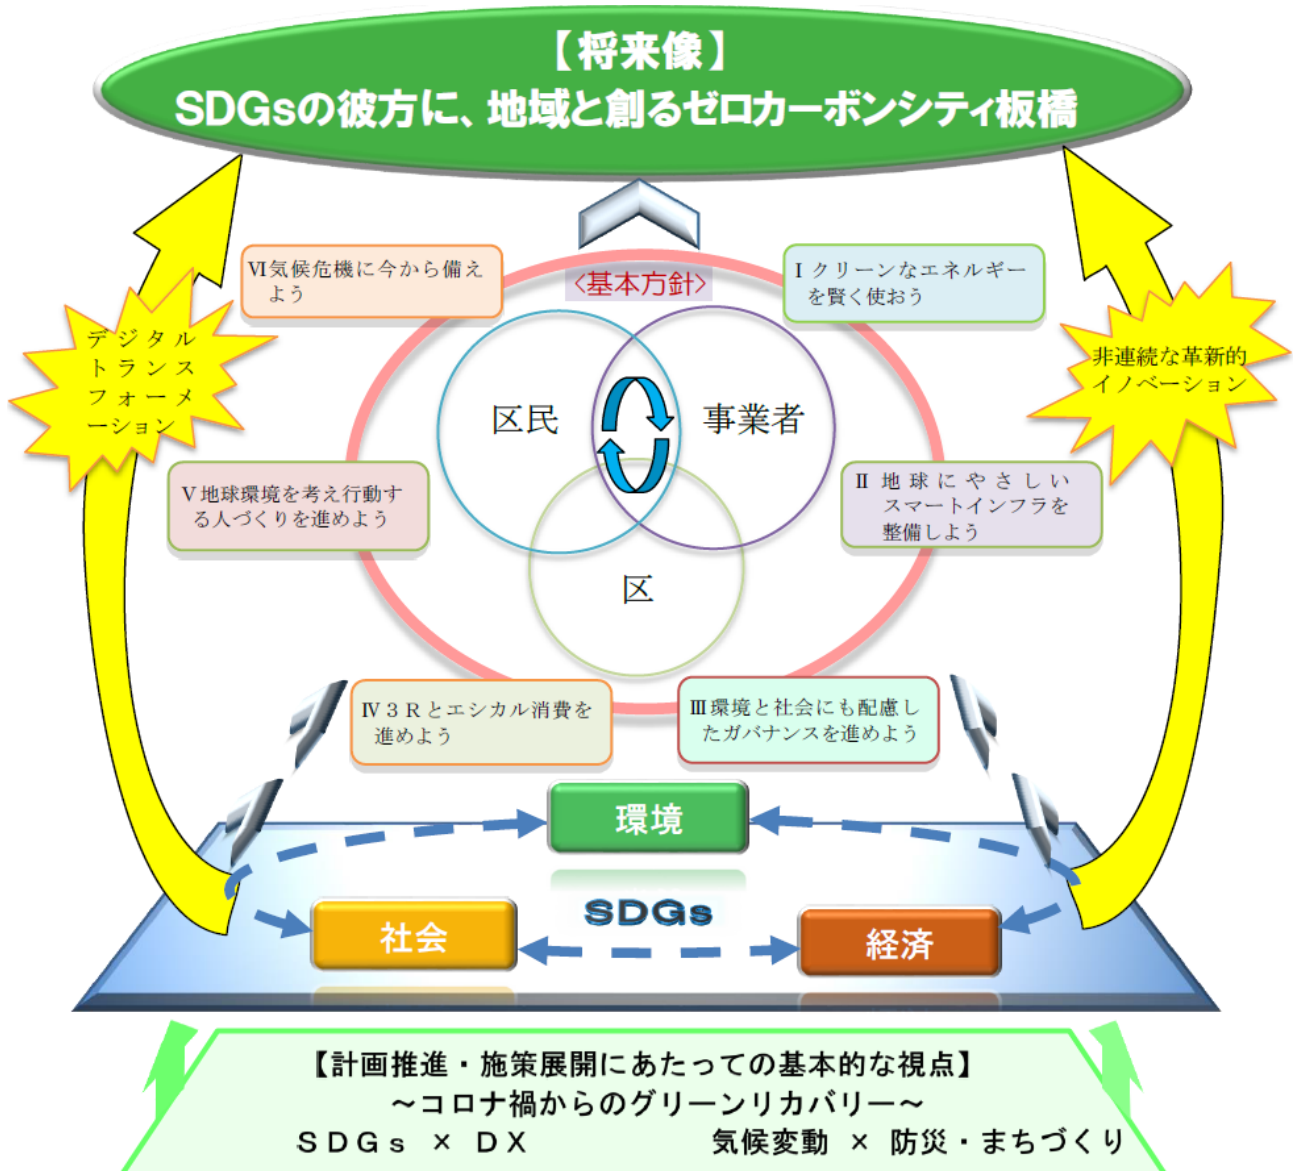 【将来像】
SDGsの彼方に、地域と創るゼロカーボンシティ板橋
Ⅵ気候危機に今から備え
よう
<基本方針>
Ⅰクリーンなエネルギー
を賢く使おう
デジタル
トランス
フォーメ
ーション
非連続な革新的
イノベーション
区民
事業者
Ⅴ地球環境を考え行動す
る人づくりを進めよう
Ⅱ地球にやさしい
スマートインフラを
整備しよう
区
Ⅳ３Ｒとエシカル消費を
進めよう
Ⅲ環境と社会にも配慮し
たガバナンスを進めよう
環境
SDGs
社会
経済
【計画推進・施策展開にあたっての基本的な視点】
～コロナ禍からのグリーンリカバリー～
ＳＤＧｓ × ＤＸ　気候変動 × 防災・まちづくり